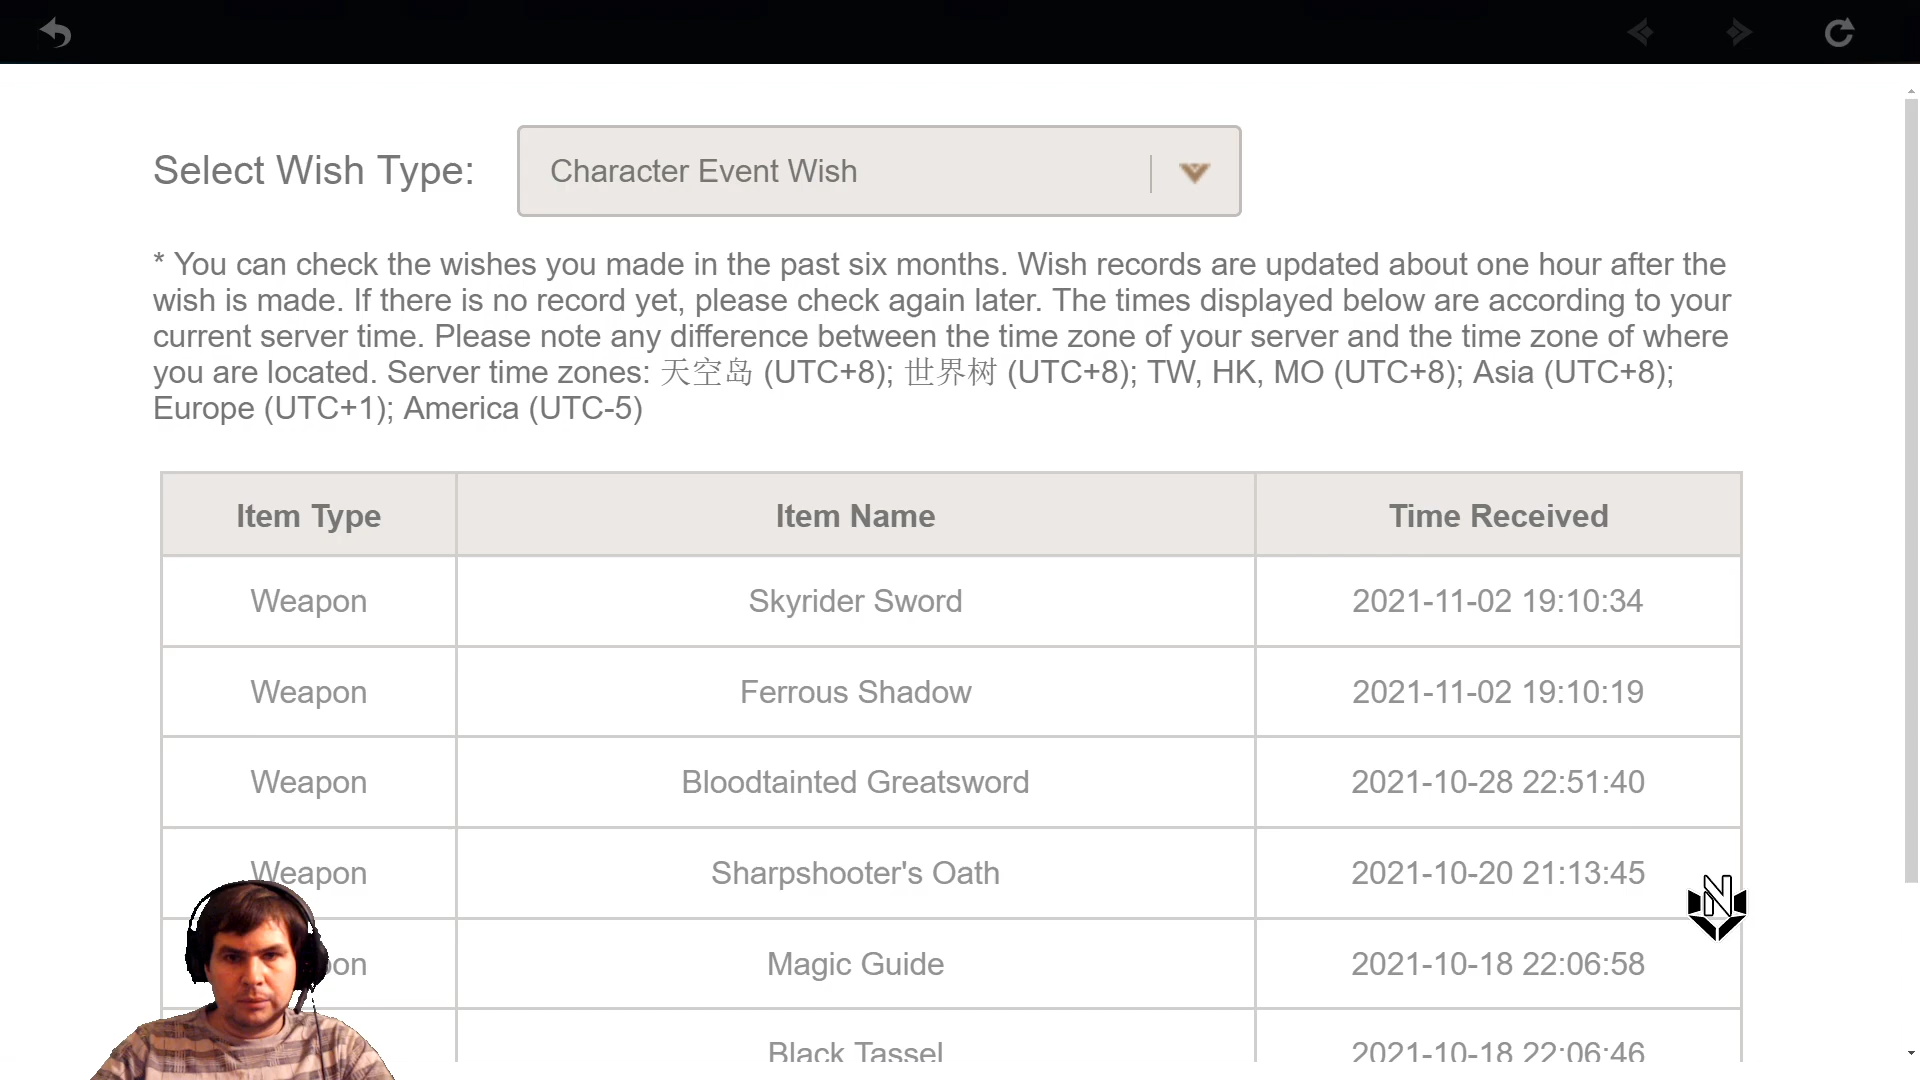 Select Wish Type:
Character Event Wish
* You can check the wishes you made in the past six months. Wish records are updated about one hour after the
wish is made. If there is no record yet, please check again later. The times displayed below are according to your
current server time. Please note any difference between the time zone of your server and the time zone of where
you are located. Server time zones: 天空岛 (UTC+8); 世界树 (UTC+8); TW, HK, MO (UTC+8); Asia (UTC+8);
Europe (UTC+1); America (UTC-5)
Item Type Item Name Time Received
Weapon Skyrider Sword 2021-11-02 19:10:34
Weapon Ferrous Shadow 2021-11-02 19:10:19
Weapon Bloodtainted Greatsword 2021-10-28 22:51:40
Weapon Sharpshooter's Oath 2021-10-20 21:13:45
N
pon Magic Guide 2021-10-18 22:06:58
Black Tassel 2021-10-18 22:06:46